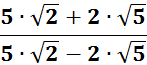 5 · √2 + 2 · √5
5 · √2 − 2 · √5